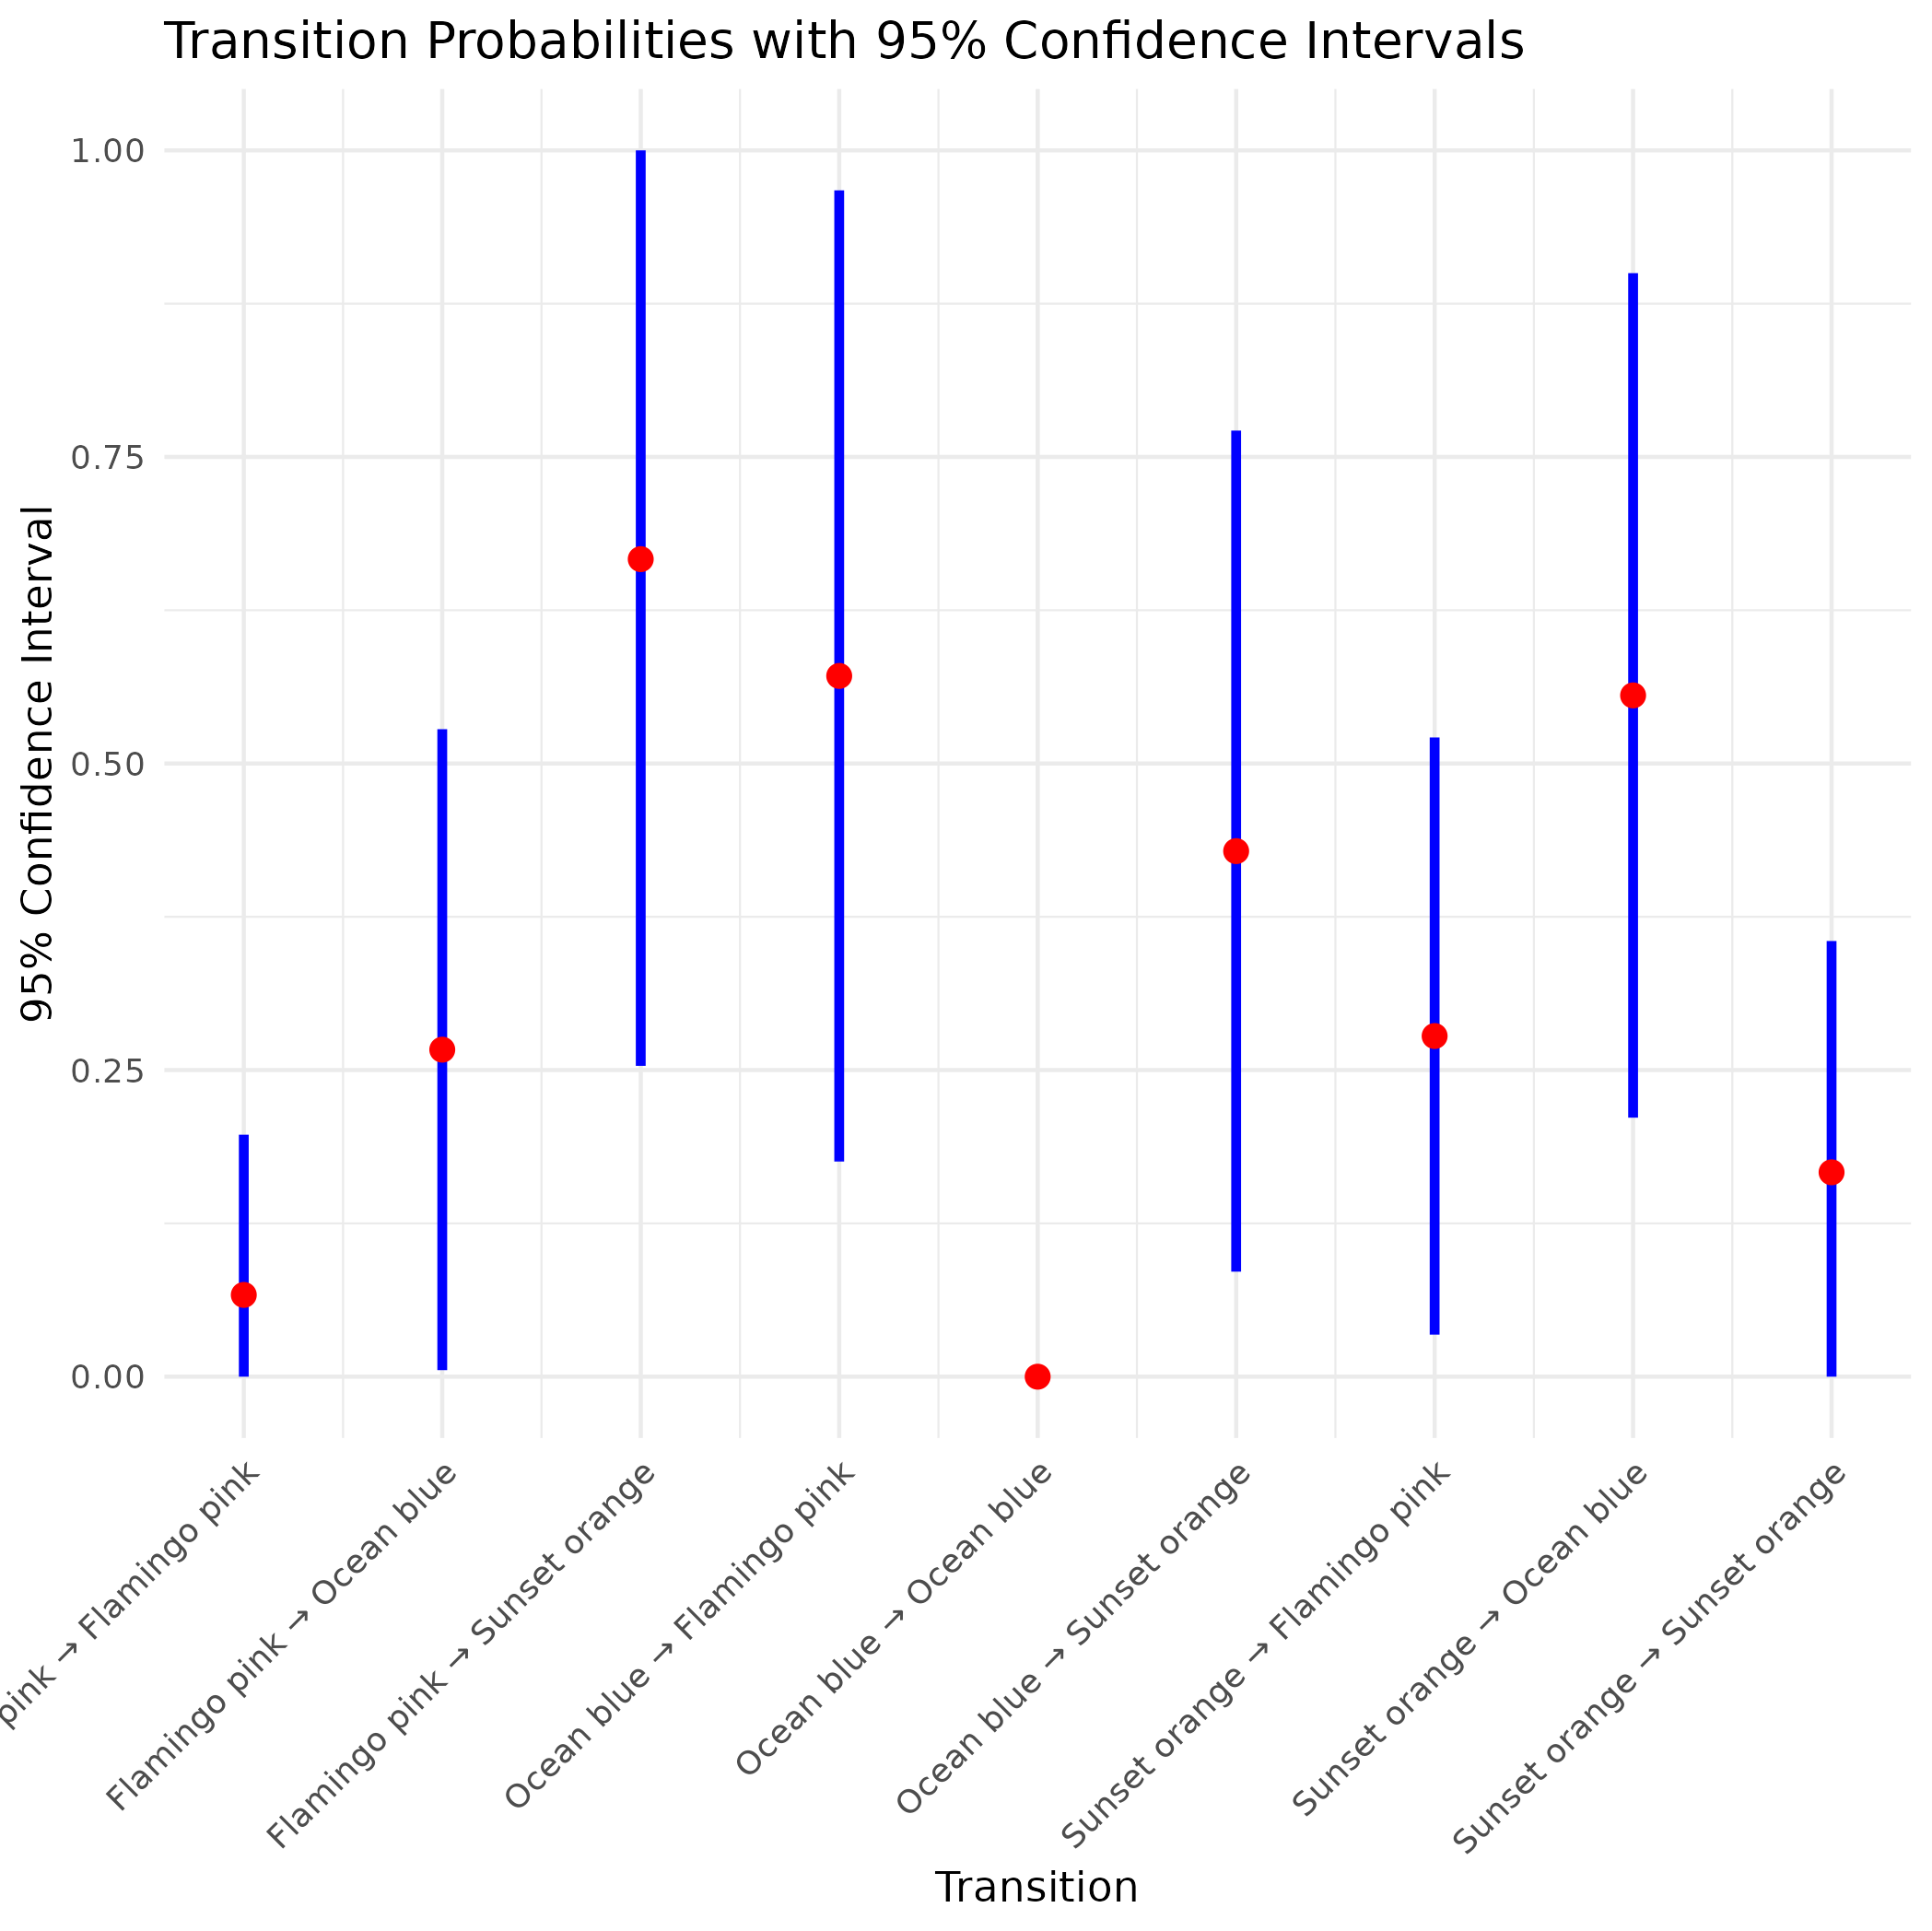 Transition Probabilities with 95% Confidence Intervals
95% Confidence Interval
1.00
0.75
0.50
0.25
0.00
pink → Flamingo pink
Flamingo pink → Ocean blue
Flamingo pink → Sunset orange
Ocean blue → Flamingo pink
Ocean blue → Ocean blue
Ocean blue → Sunset orange
Sunset orange → Flamingo pink
Sunset orange → Ocean blue
Sunset orange → Sunset orange
Transition